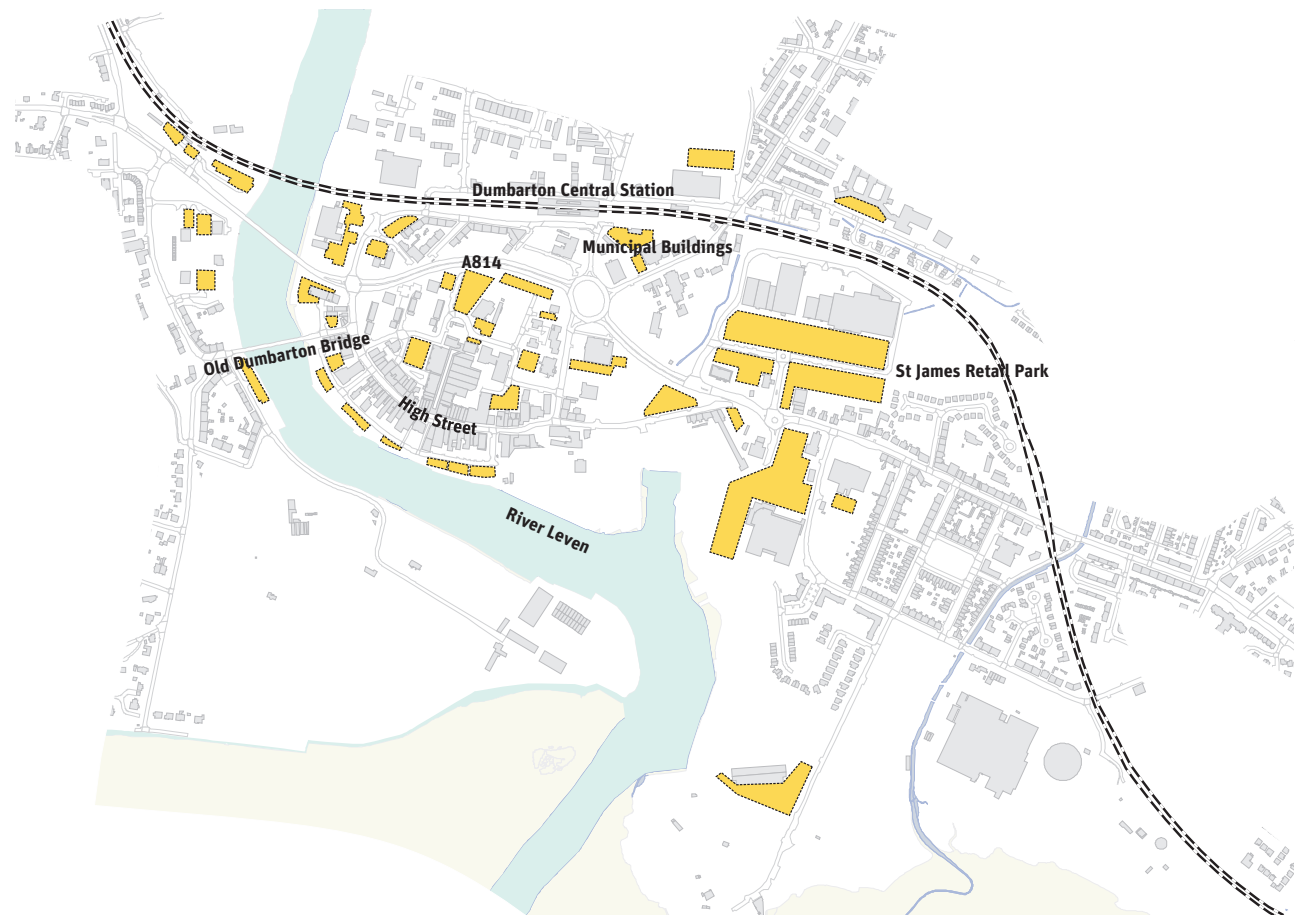 Dumbarton Central Station
Municipal Buildings
A814
Old Dumbarton Bridge
St James Retail Park
High Street
River Leven